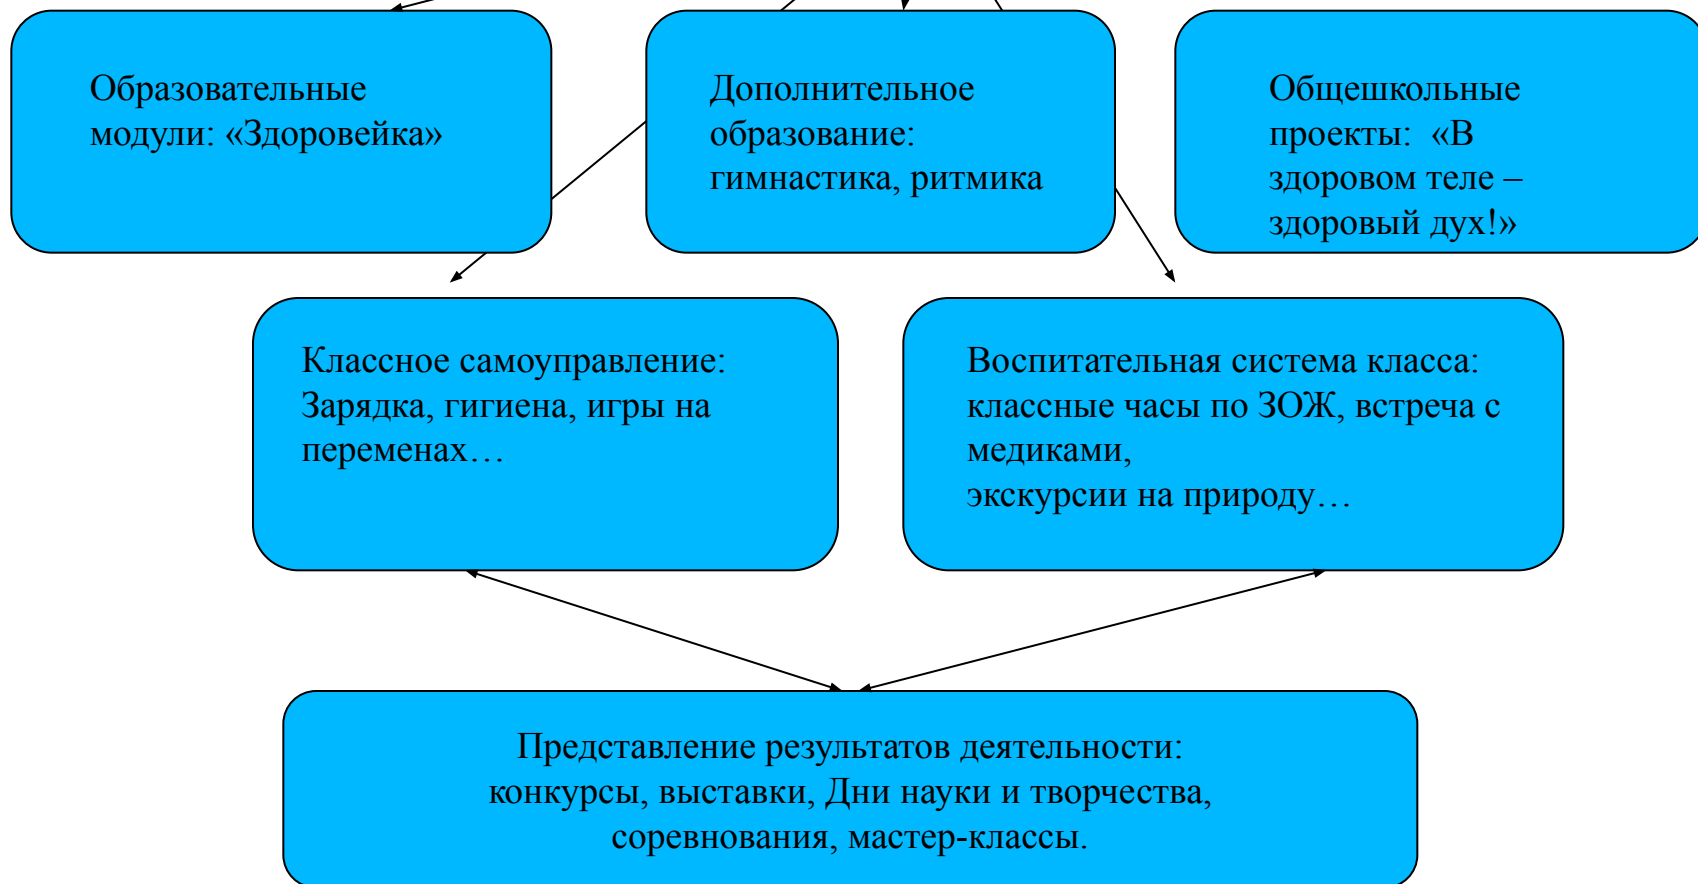 Образовательные
модули: «Здоровейка»
Дополнительное
образование:
гимнастика, ритмика
Общешкольные
проекты: «В
здоровом теле –
здоровый дух!»
Классное самоуправление:
Зарядка, гигиена, игры на
переменах…
Воспитательная система класса:
классные часы по ЗОЖ, встреча с
медиками,
экскурсии на природу…
Представление результатов деятельности:
конкурсы, выставки, Дни науки и творчества,
соревнования, мастер-классы.